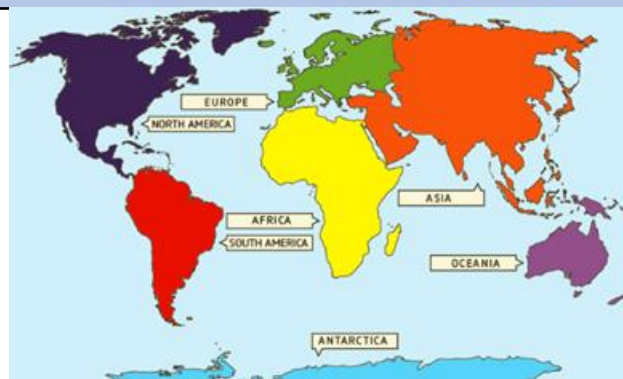 EUROPE
NORTH AMERICA
ASIA
AFRICA
SOUTH AMERICA
OCEANIA
ANTARCTICA